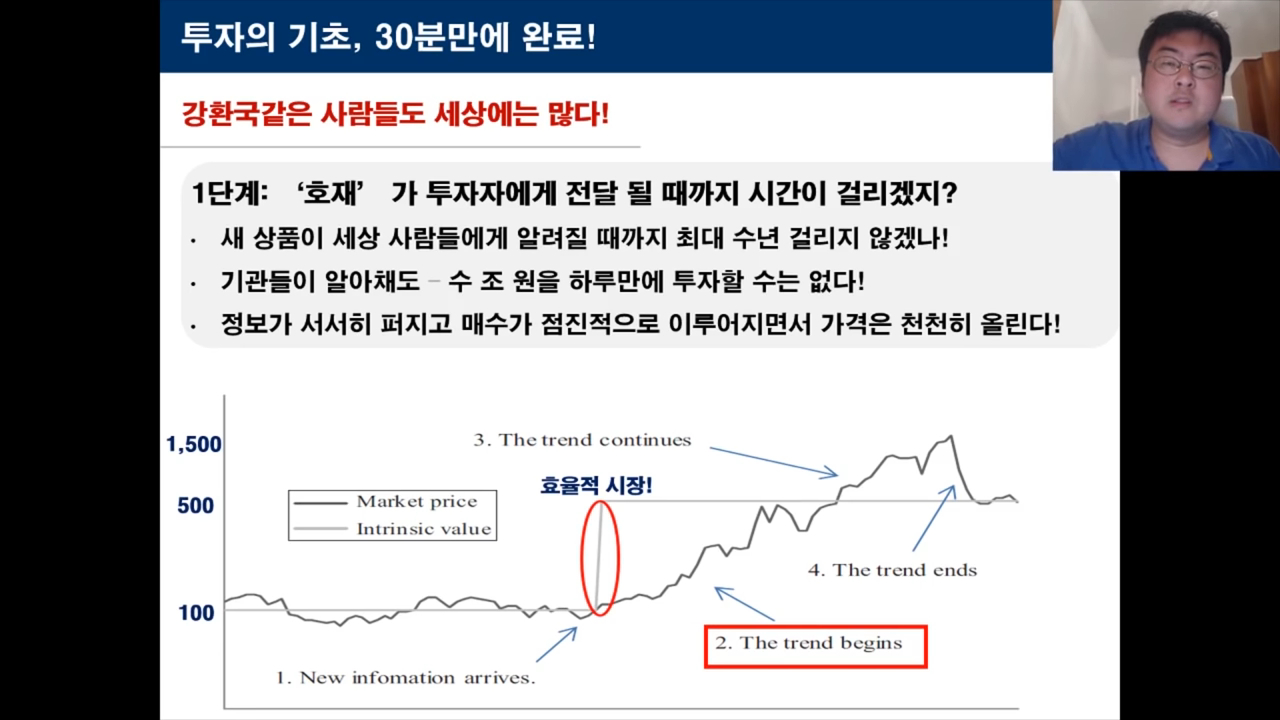 투자의 기초, 30분만에 완료!
강환국같은 사람들도 세상에는 많다!
1단계: ‘호재’ 가 투자자에게 전달 될 때까지 시간이 걸리겠지?
· 새 상품이 세상 사람들에게 알려질 때까지 최대 수년 걸리지 않겠나!
· 기관들이 알아채도 – 수 조 원을 하루만에 투자할 수는 없다!
· 정보가 서서히 퍼지고 매수가 점진적으로 이루어지면서 가격은 천천히 올린다!
1,500
3. The trend continues
효율적 시장!
500
Market price
Intrinsic value
4. The trend ends
100
2. The trend begins
1. New infomation arrives.